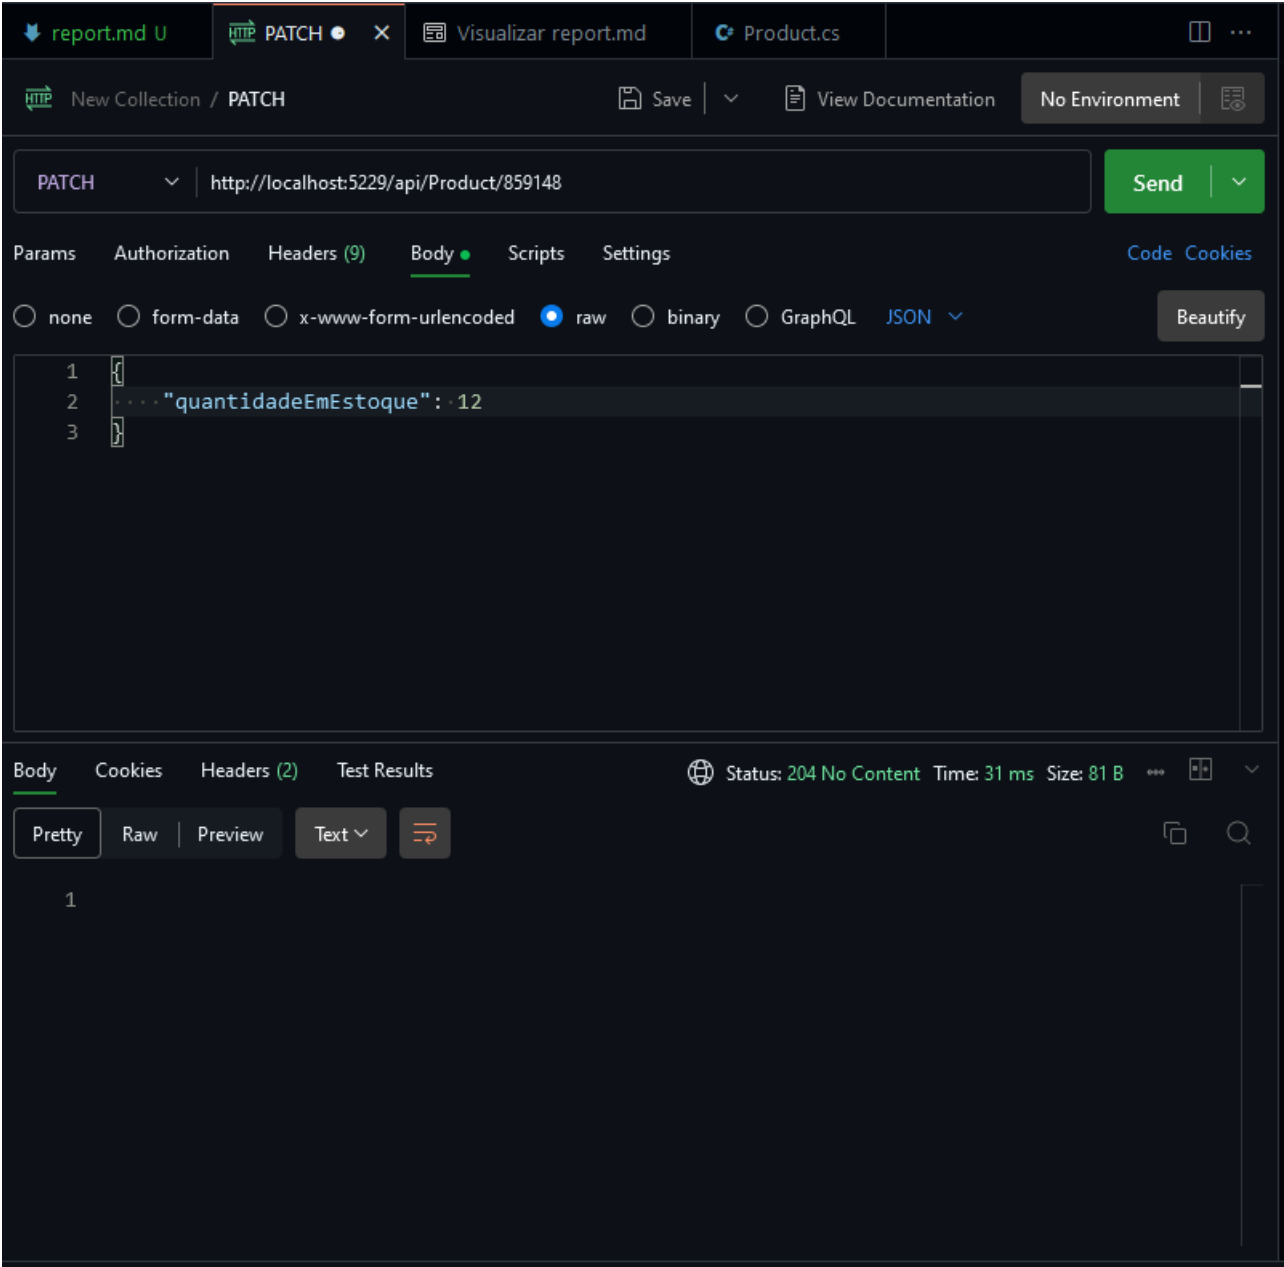 report.md U
PATCH
Visualizar report.md
C# Product.cs
HTTP New Collection / PATCH
Save
View Documentation
No Environment
PATCH
http://localhost:5229/api/Product/859148
Send
Params Authorization Headers (9) Body Scripts Settings
Code Cookies
none form-data x-www-form-urlencoded raw binary GraphQL JSON
Beautify
1 {
2 "quantidadeEmEstoque": 12
3 }
Body Cookies Headers (2) Test Results
Status: 204 No Content Time: 31 ms Size: 81 B
Pretty Raw Preview Text
1